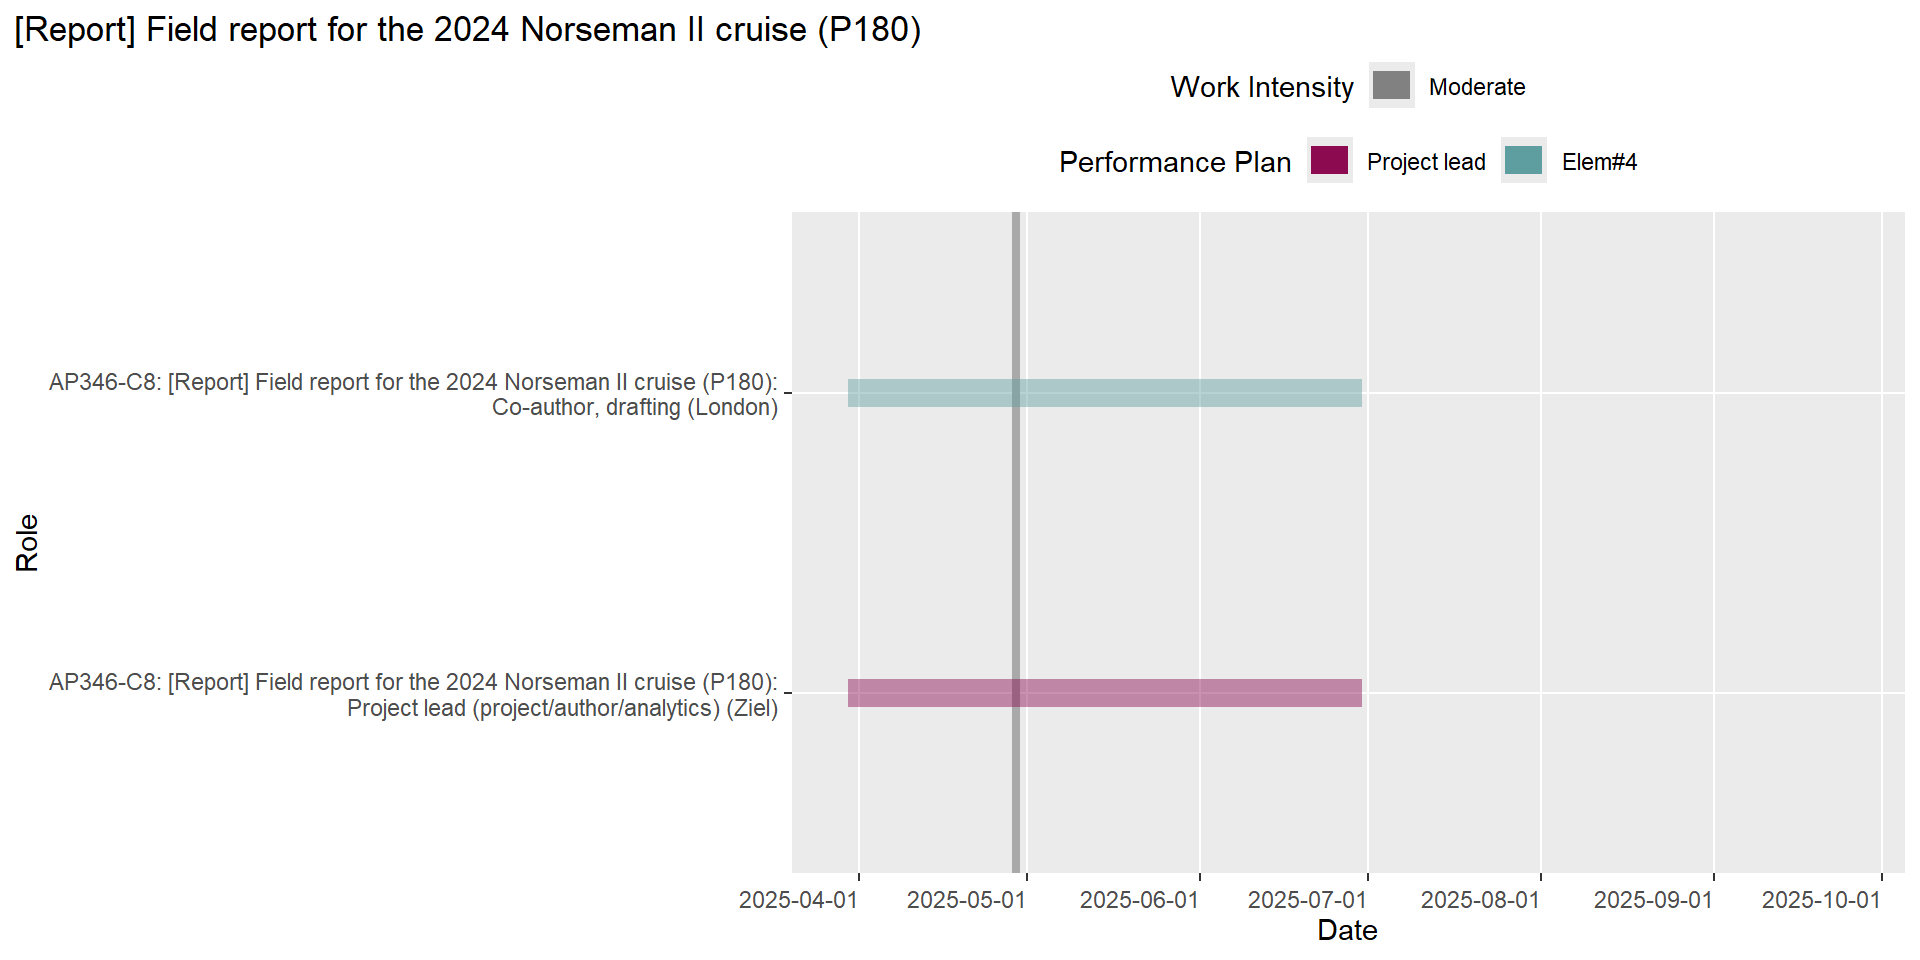 [Report] Field report for the 2024 Norseman II cruise (P180)
Work Intensity Moderate
Performance Plan Project lead Elem#4
AP346-C8: [Report] Field report for the 2024 Norseman II cruise (P180):
Co-author, drafting (London)
Role
AP346-C8: [Report] Field report for the 2024 Norseman II cruise (P180):
Project lead (project/author/analytics) (Ziel)
2025-04-01 2025-05-01 2025-06-01 2025-07-01 2025-08-01 2025-09-01 2025-10-01
Date